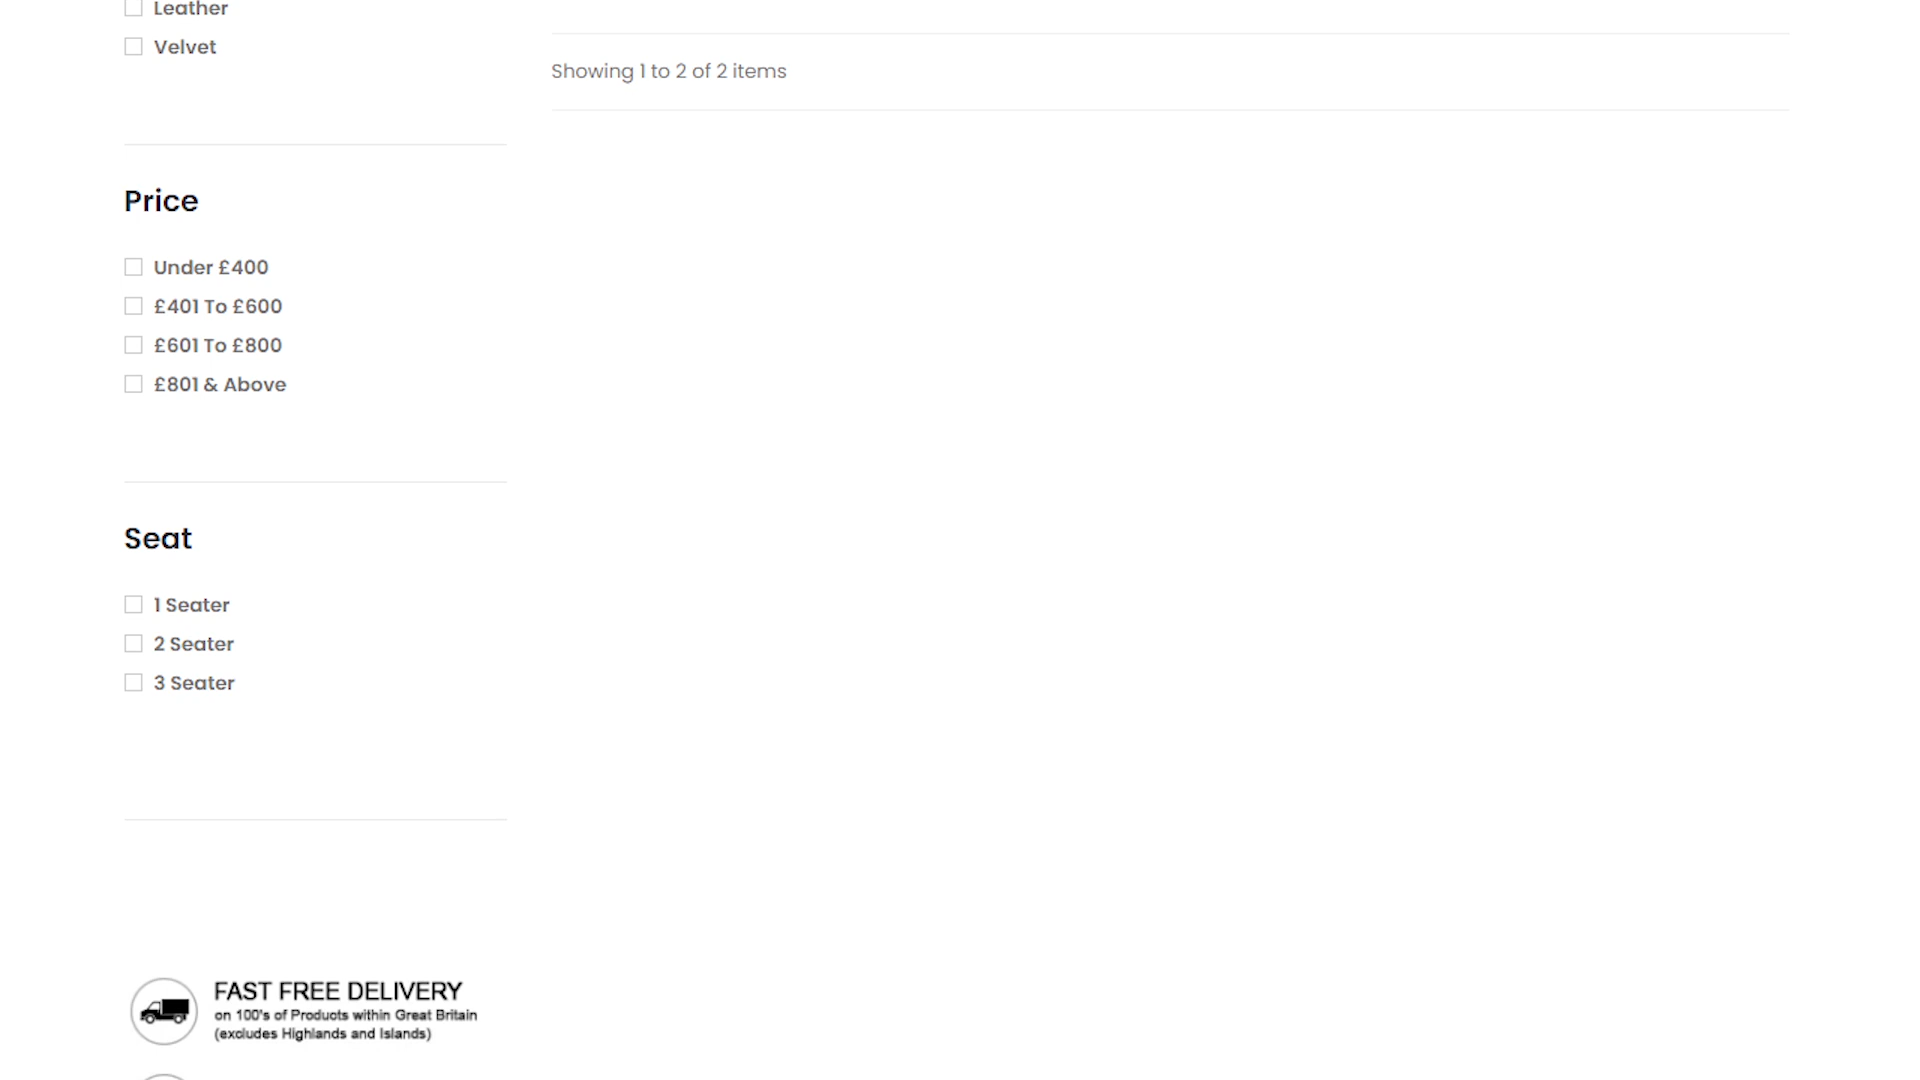 Leather
Velvet
Showing 1 to 2 of 2 items
Price
Under £400
£401 To £600
£601 To £800
£801 & Above
Seat
1 Seater
2 Seater
3 Seater
FAST FREE DELIVERY
on 100's of Products within Great Britain
(excludes Highlands and Islands)